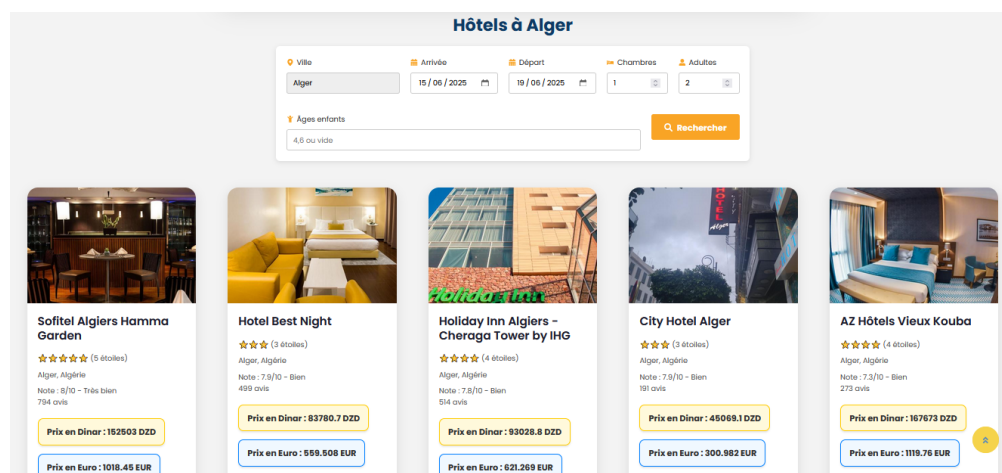 Hôtels à Alger
Ville
Arrivée
Départ
Chambres
Adultes
Alger
15/06/2025
19/06/2025
1
2
Âges enfants
4,6 ou vide
Rechercher
HOTEL
Alger
Holiday Inn
Sofitel Algiers Hamma
Garden
(5 étoiles)
Alger, Algérie
Note : 8/10 - Très bien
794 avis
Prix en Dinar : 152503 DZD
Prix en Euro : 1018.45 EUR
Hotel Best Night
(3 étoiles)
Alger, Algérie
Note : 7.9/10 - Bien
499 avis
Prix en Dinar : 83780.7 DZD
Prix en Euro : 559.508 EUR
Holiday Inn Algiers -
Cheraga Tower by IHG
(4 étoiles)
Alger, Algérie
Note : 7.8/10 - Bien
514 avis
Prix en Dinar : 93028.8 DZD
Prix en Euro : 621.269 EUR
City Hotel Alger
(3 étoiles)
Alger, Algérie
Note : 7.9/10 - Bien
191 avis
Prix en Dinar : 45069.1 DZD
Prix en Euro : 300.982 EUR
AZ Hôtels Vieux Kouba
(4 étoiles)
Alger, Algérie
Note : 7.3/10 - Bien
273 avis
Prix en Dinar : 167673 DZD
Prix en Euro : 1119.76 EUR